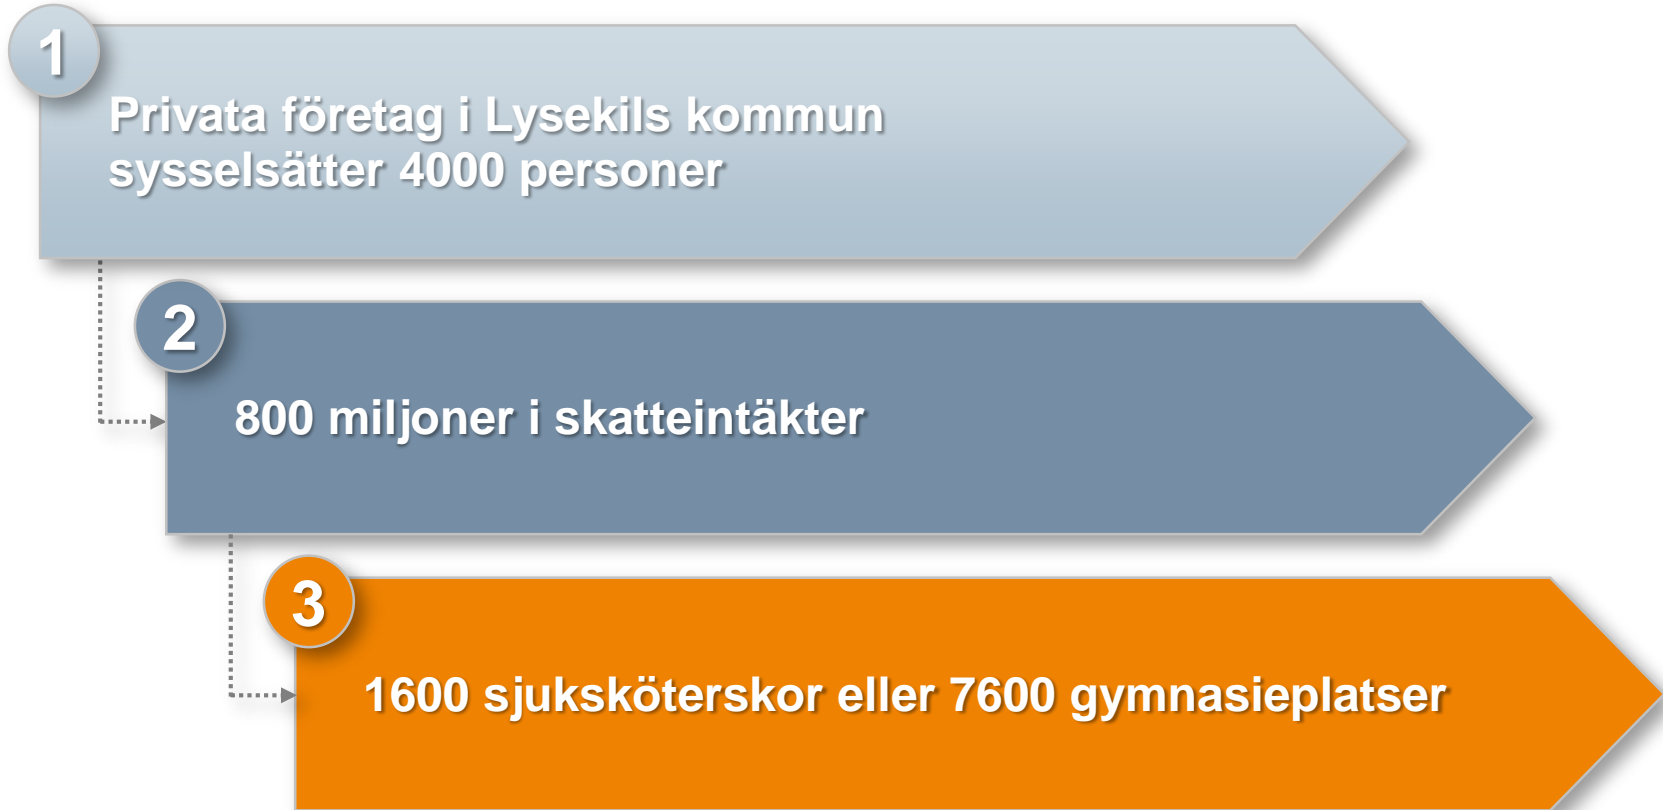 1
Privata företag i Lysekils kommun
sysselsätter 4000 personer
2
800 miljoner i skatteintäkter
3
1600 sjuksköterskor eller 7600 gymnasieplatser